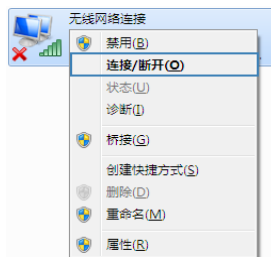 无线网络连接
禁用(B)
连接/断开(O)
状态(U)
诊断(I)
桥接(G)
创建快捷方式(S)
删除(D)
重命名(M)
属性(R)